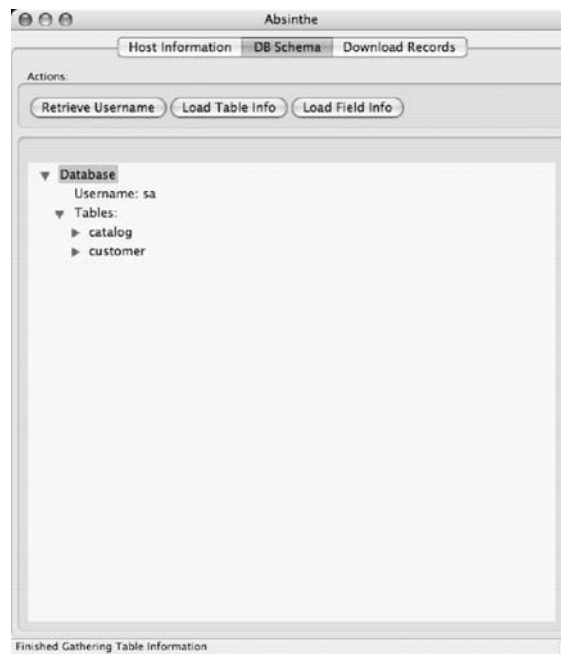 Absinthe
Host Information DB Schema Download Records
Actions:
Retrieve Username Load Table Info Load Field Info
Database
Username: sa
Tables:
catalog
customer
Finished Gathering Table Information